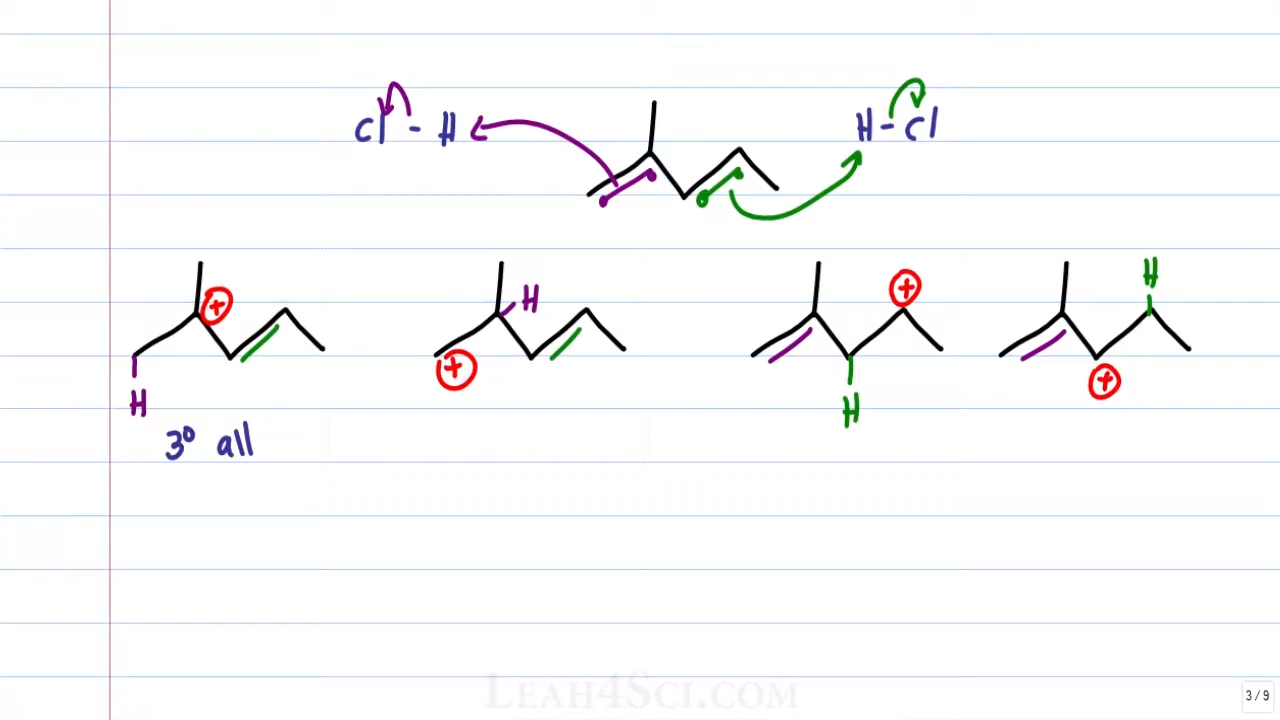 Cl - H
H - Cl
+
H
+
H
+
H
+
H
3° all
LEAH4SCI.COM
3 / 9